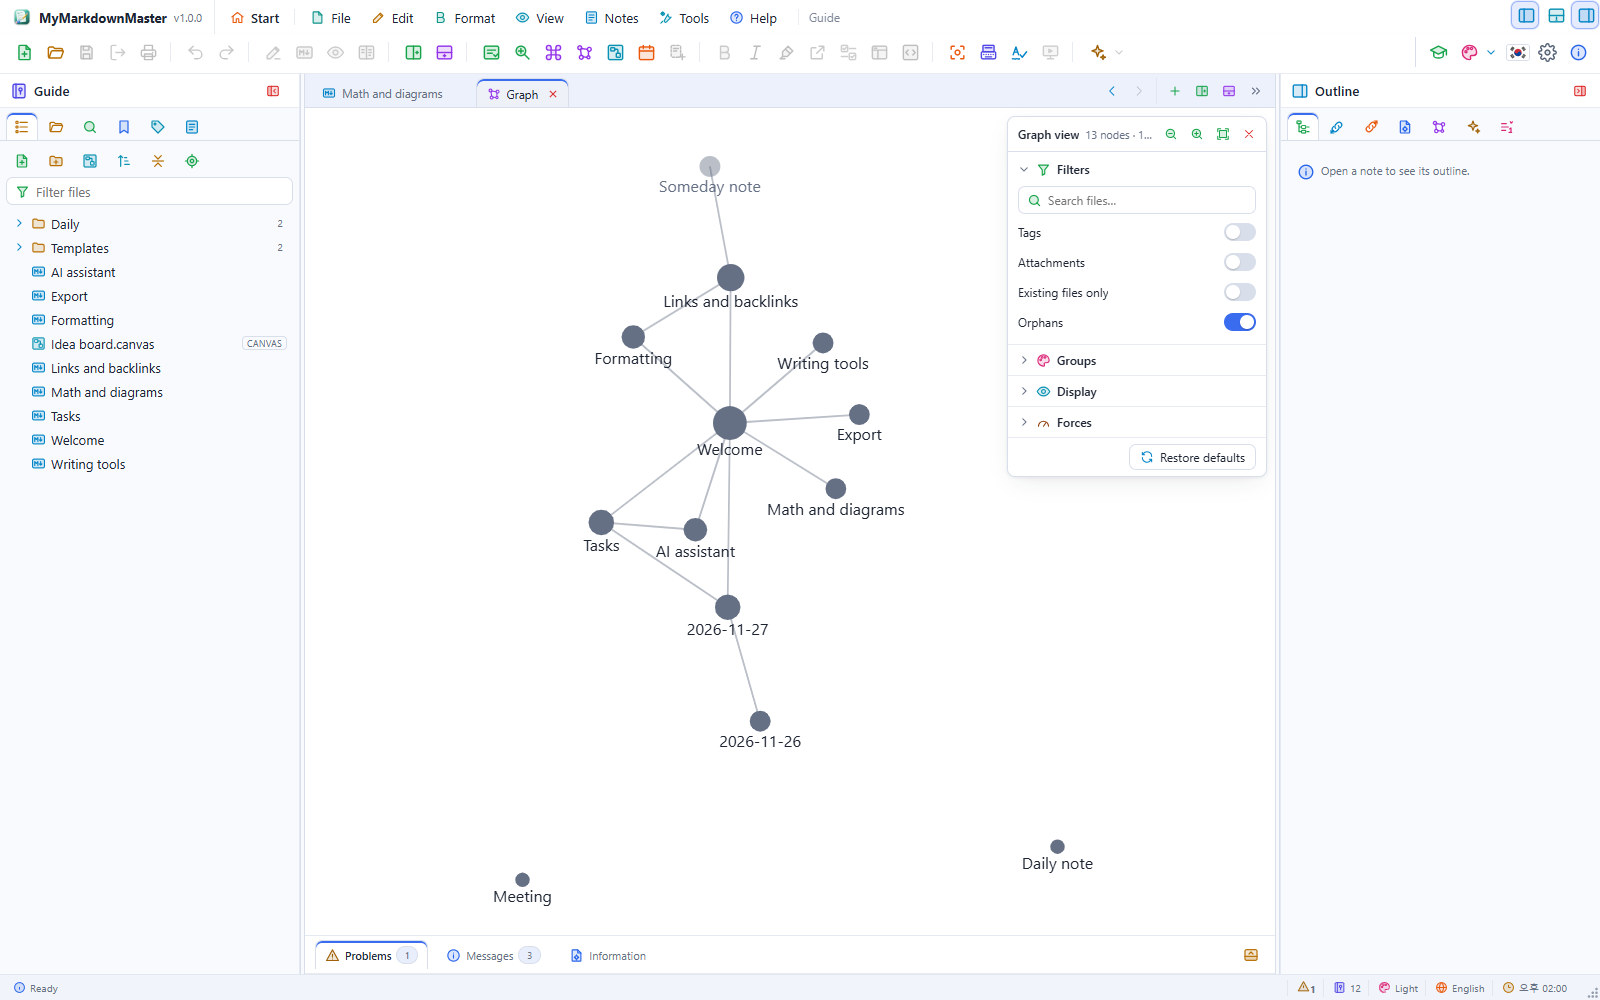 MyMarkdownMaster v1.0.0 Start File Edit Format View Notes Tools Help Guide
Guide
Filter files
Daily 2
Templates 2
AI assistant
Export
Formatting
Idea board.canvas CANVAS
Links and backlinks
Math and diagrams
Tasks
Welcome
Writing tools
Math and diagrams Graph
Someday note
Links and backlinks
Formatting
Writing tools
Export
Welcome
Math and diagrams
Tasks
AI assistant
2026-11-27
2026-11-26
Daily note
Meeting
Graph view 13 nodes · 1...
Filters
Search files...
Tags
Attachments
Existing files only
Orphans
Groups
Display
Forces
Restore defaults
Outline
Open a note to see its outline.
Problems 1 Messages 3 Information
Ready
1 12 Light English 오후 02:00